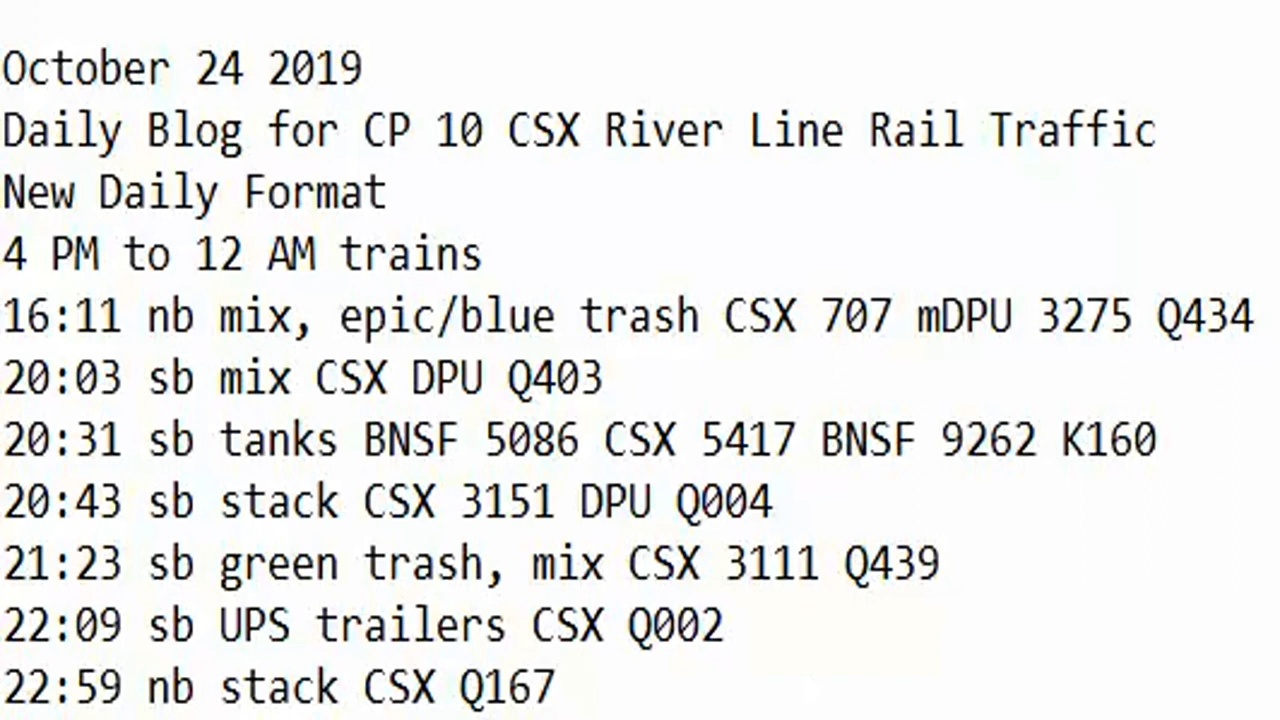 October 24 2019
Daily Blog for CP 10 CSX River Line Rail Traffic
New Daily Format
4 PM to 12 AM trains
16:11 nb mix, epic/blue trash CSX 707 mDPU 3275 Q434
20:03 sb mix CSX DPU Q403
20:31 sb tanks BNSF 5086 CSX 5417 BNSF 9262 K160
20:43 sb stack CSX 3151 DPU Q004
21:23 sb green trash, mix CSX 3111 Q439
22:09 sb UPS trailers CSX Q002
22:59 nb stack CSX Q167